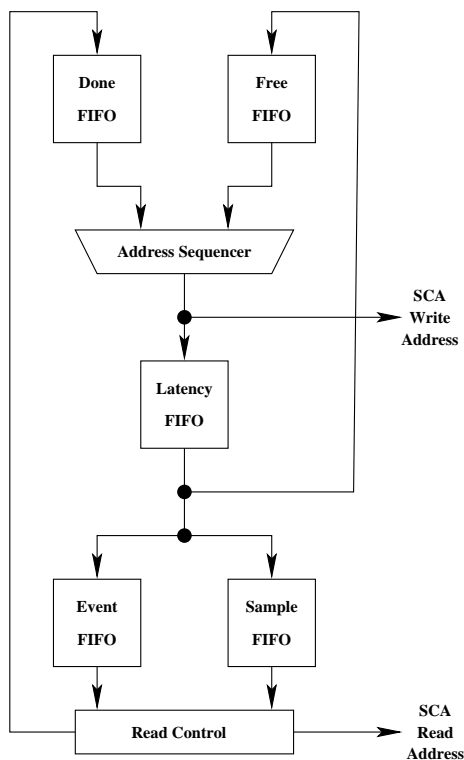 Done
FIFO
Free
FIFO
Address Sequencer
SCA
Write
Address
Latency
FIFO
Event
FIFO
Sample
FIFO
Read Control
SCA
Read
Address